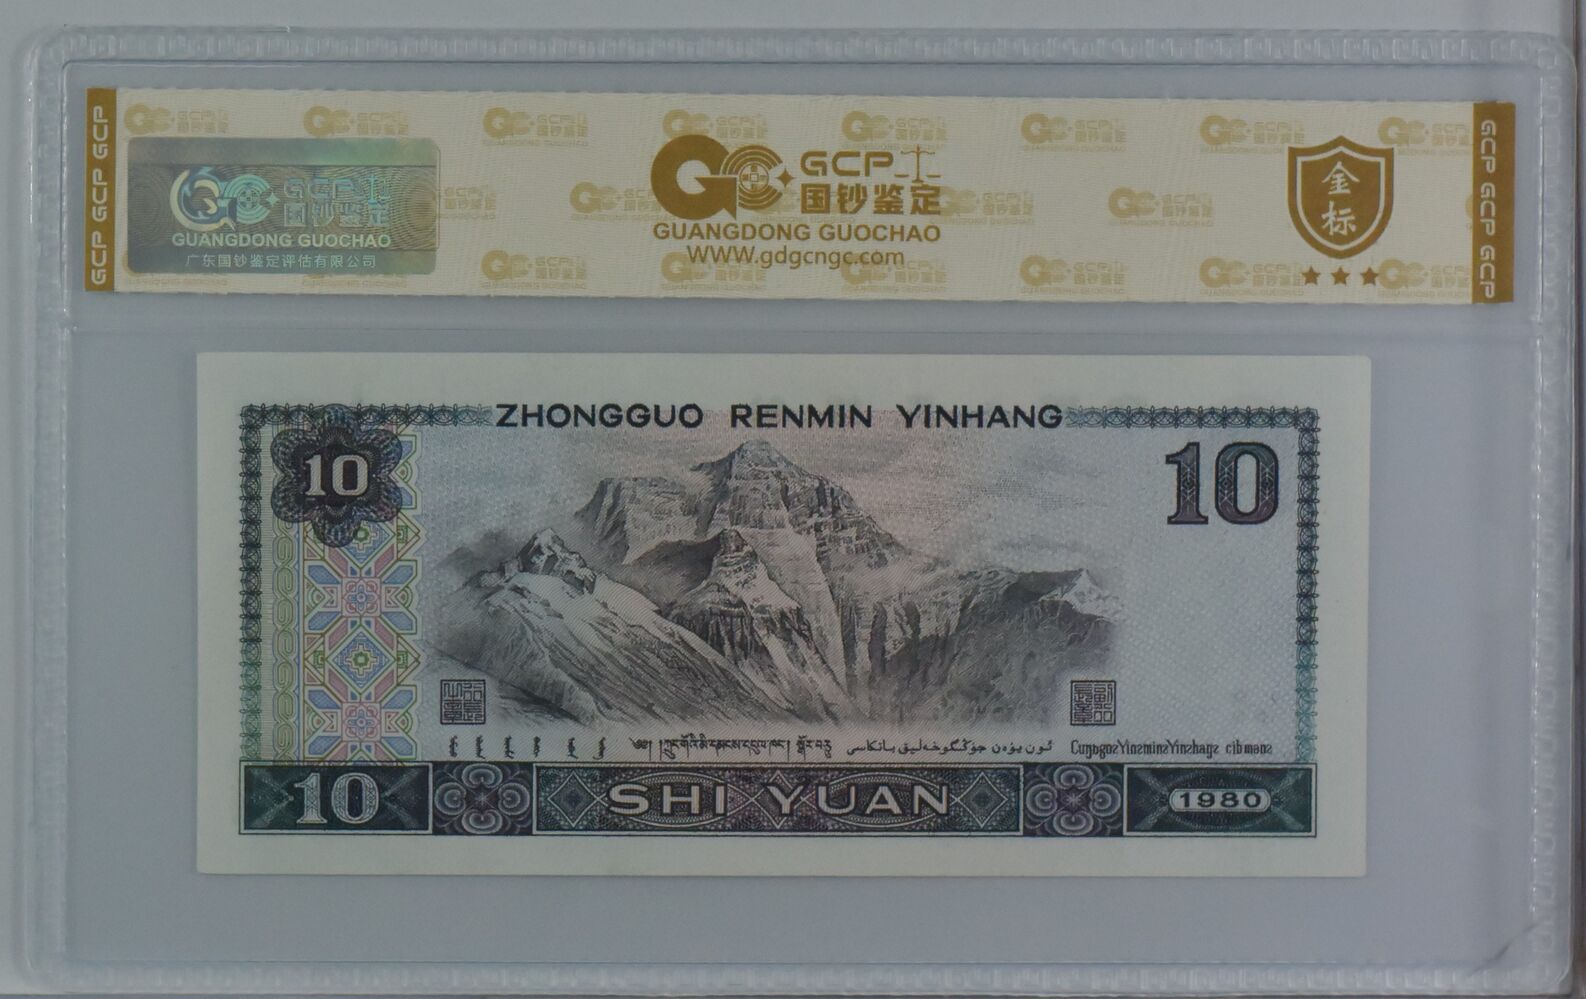 GCP GCP GCP
GCP
国钞鉴定
GUANGDONG GUOCHAO
广东国钞鉴定评估有限公司
GCP
国钞鉴定
GUANGDONG GUOCHAO
WWW.gdgcngc.com
金标
GCP GCP GCP
ZHONGGUO RENMIN YINHANG
10
10
10
SHI YUAN
1980